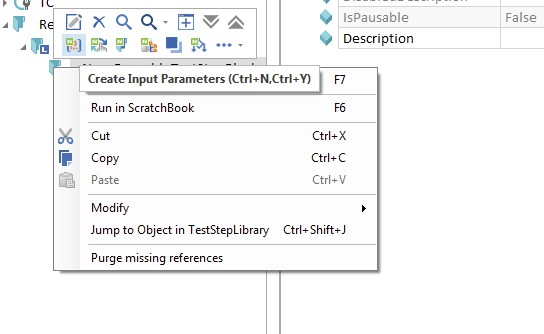 TC
IsPausable False
Re
Description
Create Input Parameters (Ctrl+N,Ctrl+Y) F7
Run in ScratchBook F6
Cut Ctrl+X
Copy Ctrl+C
Paste Ctrl+V
Modify
Jump to Object in TestStepLibrary Ctrl+Shift+J
Purge missing references